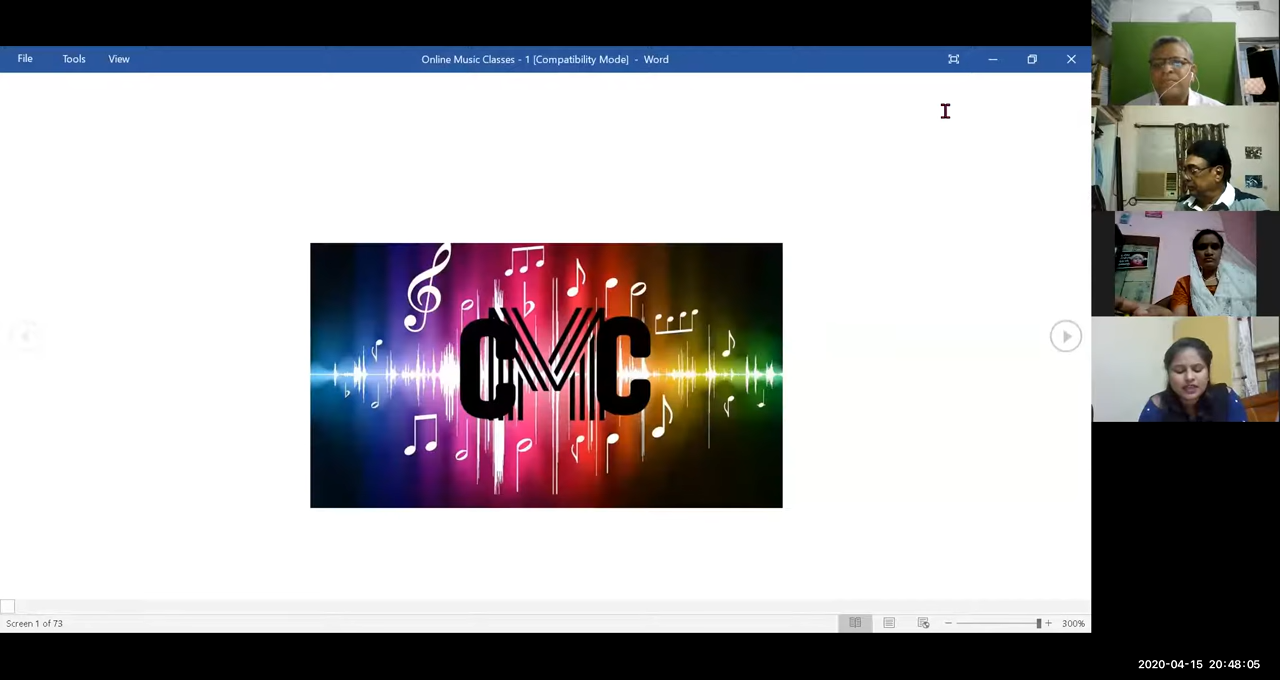 File Tools View Online Music Classes - 1 [Compatibility Mode] - Word
CMC
Screen 1 of 73 300%
2020-04-15 20:48:05